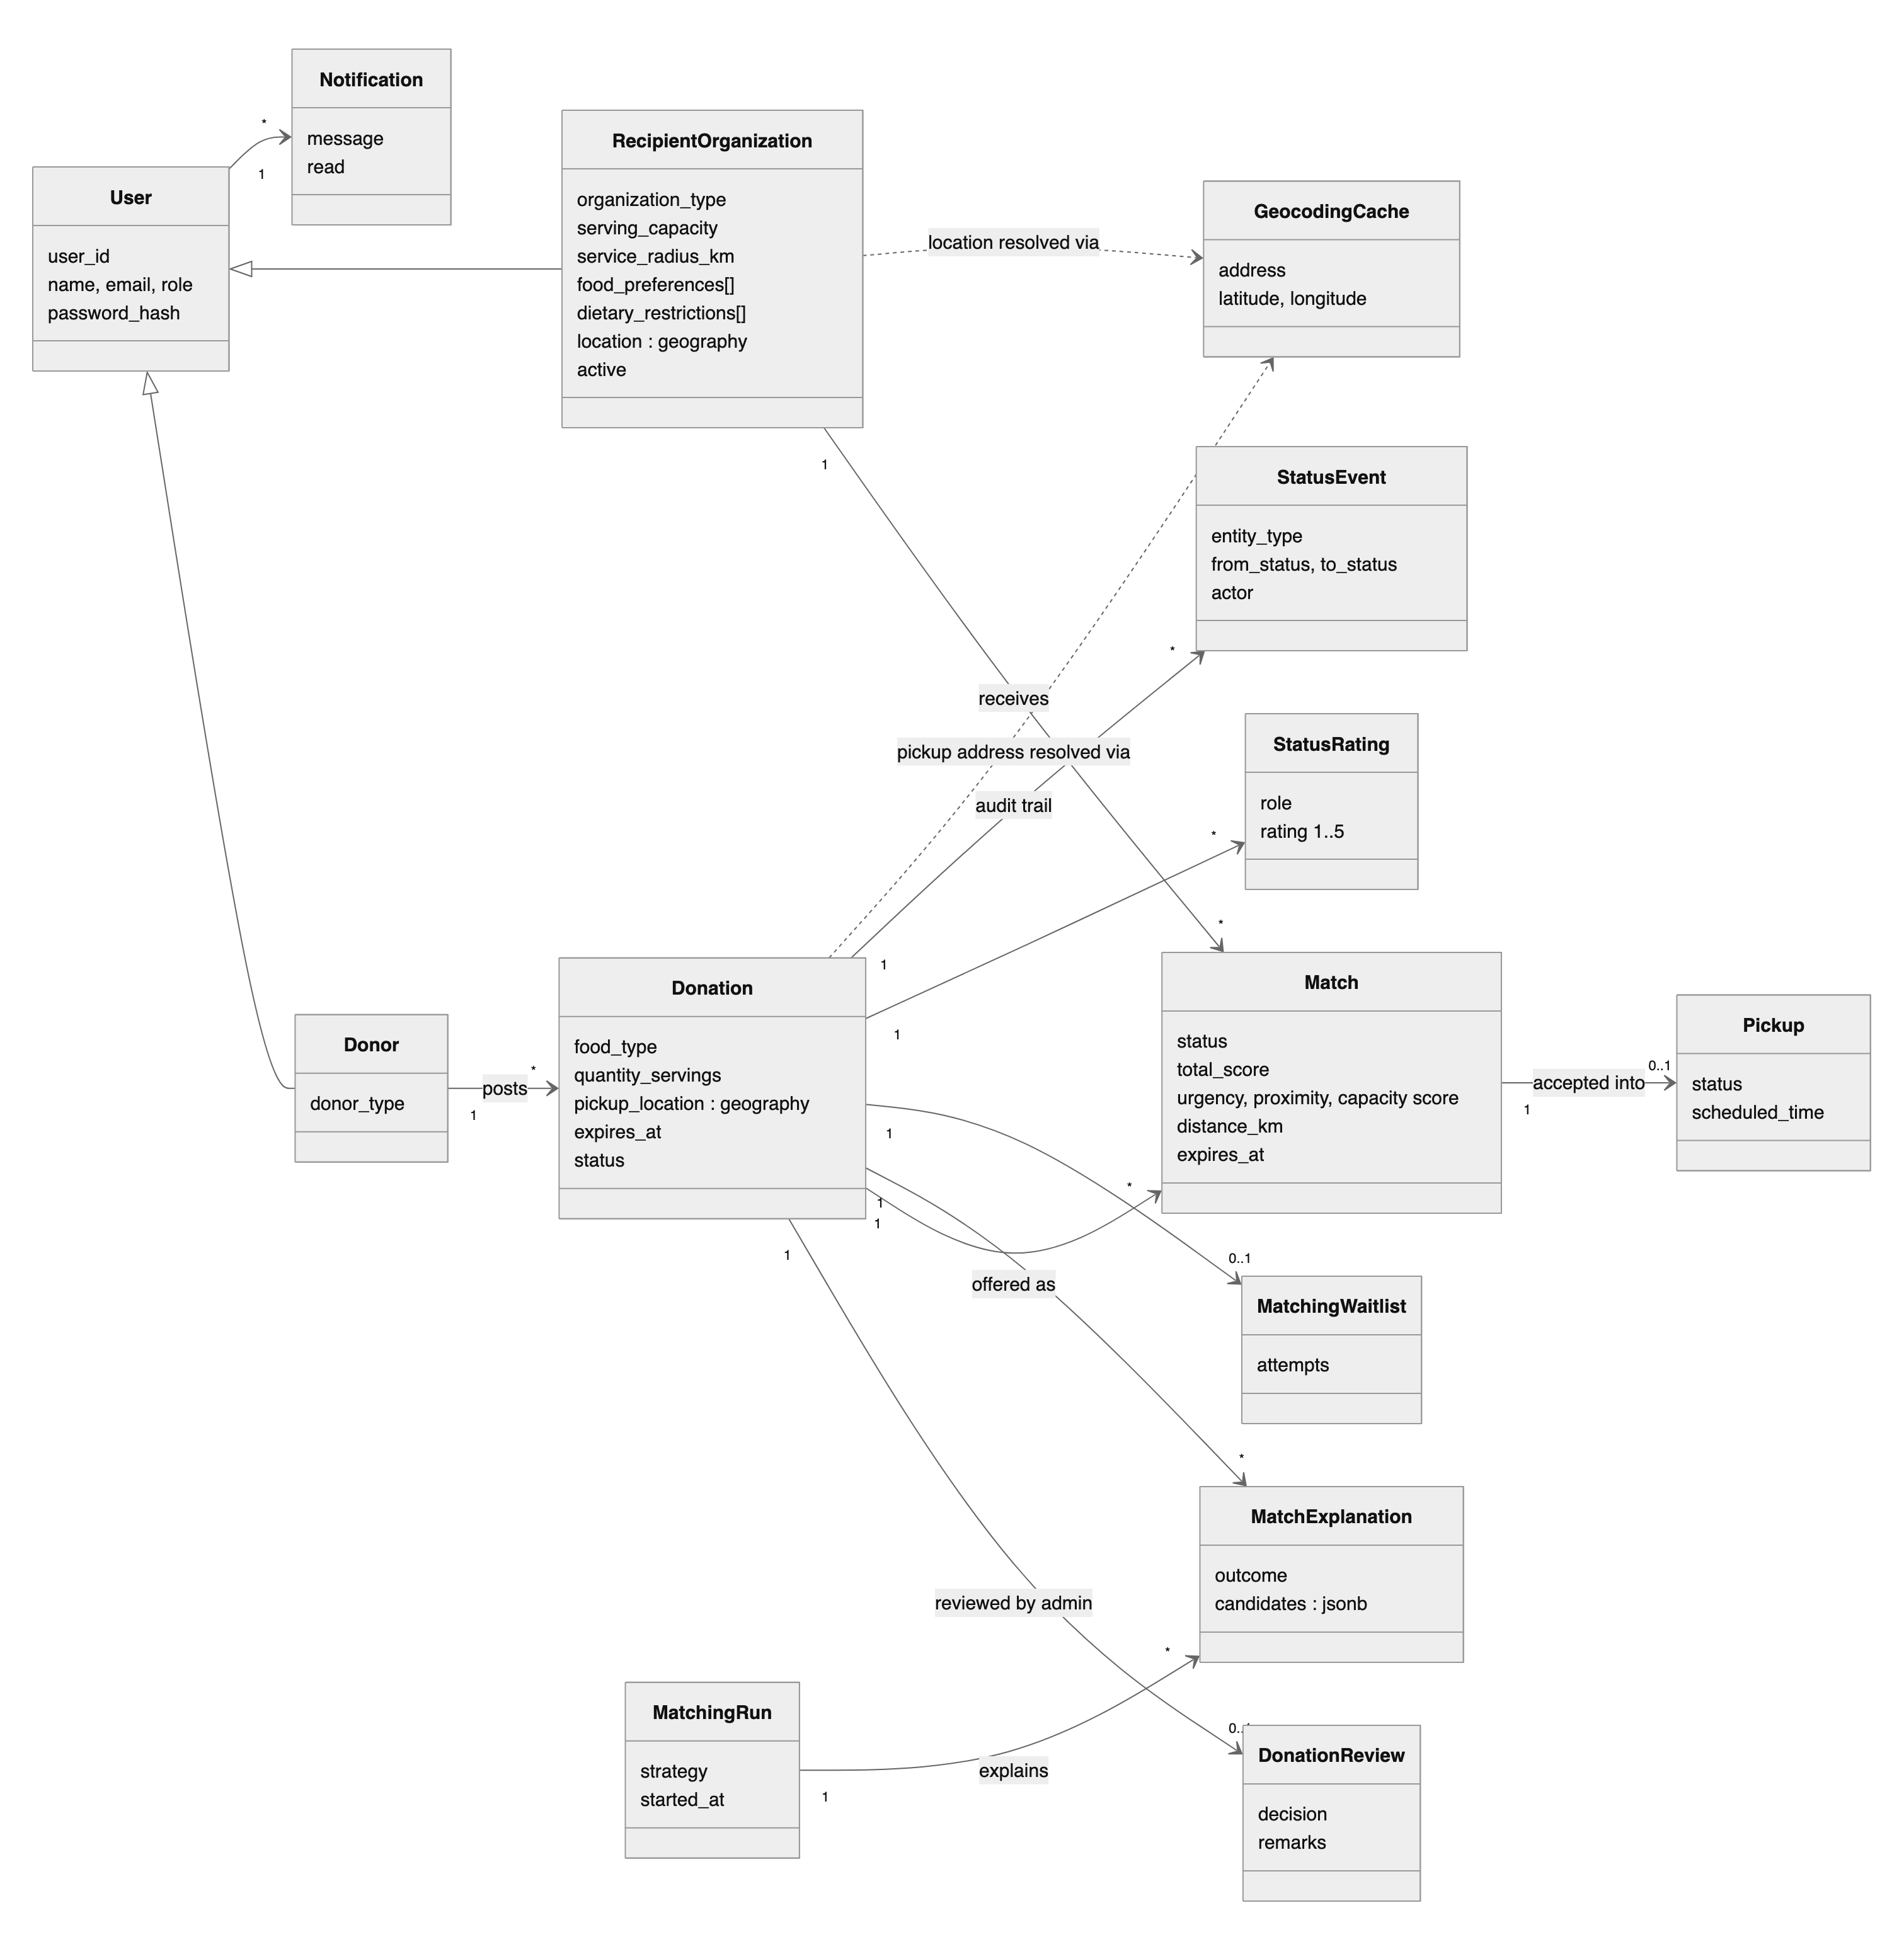 Notification
message
read
*
1
User
user_id
name, email, role
password_hash
RecipientOrganization
organization_type
serving_capacity
service_radius_km
food_preferences[]
dietary_restrictions[]
location : geography
active
1
location resolved via
GeocodingCache
address
latitude, longitude
StatusEvent
entity_type
from_status, to_status
actor
*
receives
pickup address resolved via
audit trail
StatusRating
role
rating 1..5
*
*
Donor
donor_type
1
posts
*
Donation
food_type
quantity_servings
pickup_location : geography
expires_at
status
1
1
1
1
1
1
Match
status
total_score
urgency, proximity, capacity score
distance_km
expires_at
*
1
accepted into
0..1
Pickup
status
scheduled_time
0..1
MatchingWaitlist
attempts
offered as
*
MatchExplanation
outcome
candidates : jsonb
*
reviewed by admin
MatchingRun
strategy
started_at
1
explains
DonationReview
decision
remarks